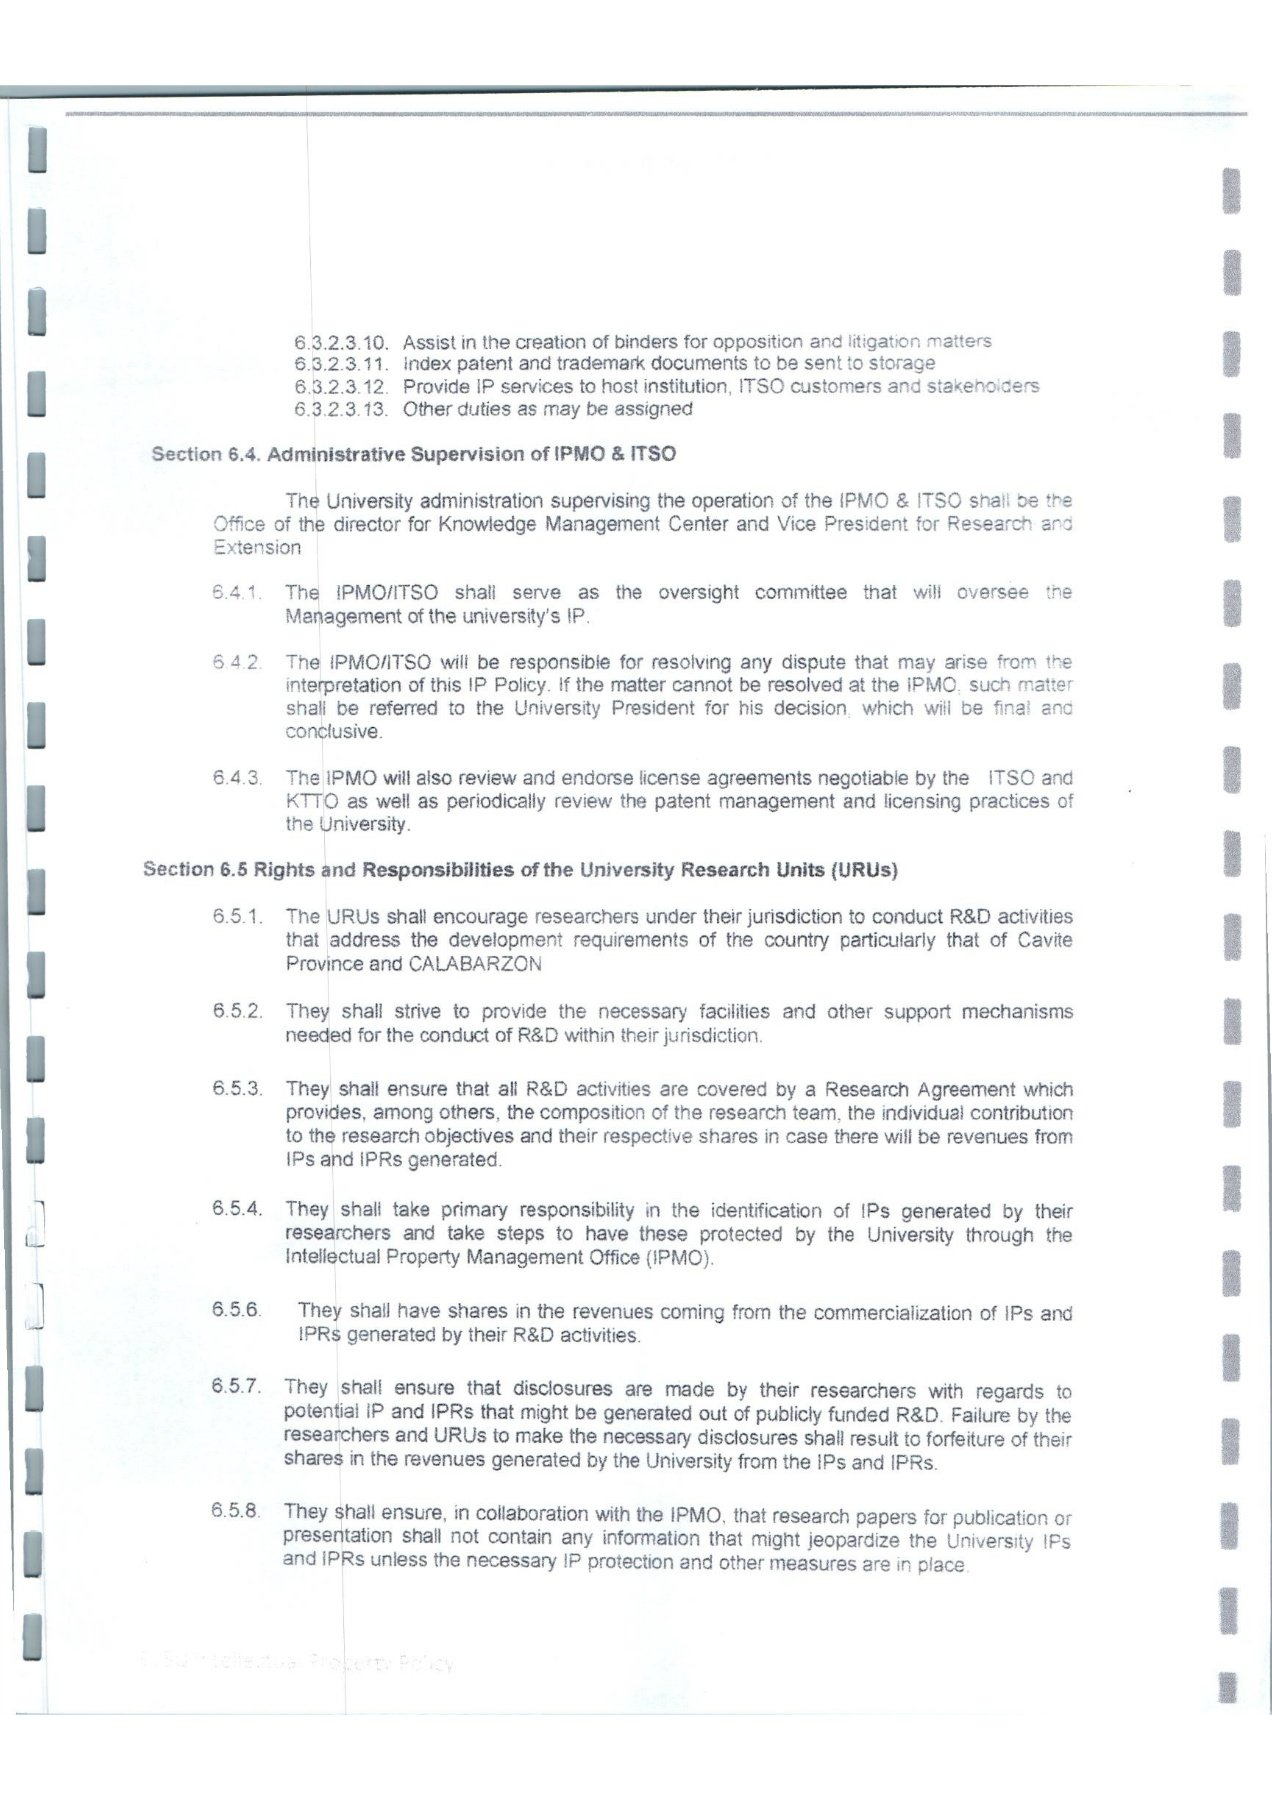 6.3.2.3.10. Assist in the creation of binders for opposition and litigation matters
6.3.2.3.11. Index patent and trademark documents to be sent to storage
6.3.2.3.12. Provide IP services to host institution, ITSO customers and stakeholders
6.3.2.3.13. Other duties as may be assigned
Section 6.4. Administrative Supervision of IPMO & ITSO
The University administration supervising the operation of the IPMO & ITSO shall be the
Office of the director for Knowledge Management Center and Vice President for Research and
Extension
6.4.1. The IPMO/ITSO shall serve as the oversight committee that will oversee the
Management of the university's IP.
6.4.2. The IPMO/ITSO will be responsible for resolving any dispute that may arise from the
interpretation of this IP Policy. If the matter cannot be resolved at the IPMO, such matter
shall be referred to the University President for his decision, which will be final and
conclusive.
6.4.3. The IPMO will also review and endorse license agreements negotiable by the ITSO and
KTTO as well as periodically review the patent management and licensing practices of
the University.
Section 6.5 Rights and Responsibilities of the University Research Units (URUs)
6.5.1. The URUs shall encourage researchers under their jurisdiction to conduct R&D activities
that address the development requirements of the country particularly that of Cavite
Province and CALABARZON
6.5.2. They shall strive to provide the necessary facilities and other support mechanisms
needed for the conduct of R&D within their jurisdiction.
6.5.3. They shall ensure that all R&D activities are covered by a Research Agreement which
provides, among others, the composition of the research team, the individual contribution
to the research objectives and their respective shares in case there will be revenues from
IPs and IPRs generated.
6.5.4. They shall take primary responsibility in the identification of IPs generated by their
researchers and take steps to have these protected by the University through the
Intellectual Property Management Office (IPMO).
6.5.6. They shall have shares in the revenues coming from the commercialization of IPs and
IPRs generated by their R&D activities.
6.5.7. They shall ensure that disclosures are made by their researchers with regards to
potential IP and IPRs that might be generated out of publicly funded R&D. Failure by the
researchers and URUs to make the necessary disclosures shall result to forfeiture of their
shares in the revenues generated by the University from the IPs and IPRs.
6.5.8. They shall ensure, in collaboration with the IPMO, that research papers for publication or
presentation shall not contain any information that might jeopardize the University IPs
and IPRs unless the necessary IP protection and other measures are in place.
Intellectual Property Policy